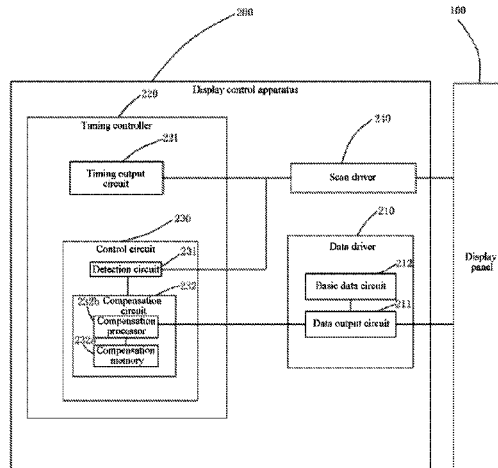 200
100
Display control apparatus
220
Timing controller
221
240
Timing output
circuit
Scan driver
230
210
Control circuit
231
Data driver
Detection circuit
212
232
Display
panel
Compensation
circuit
Basic data circuit
232b
211
Compensation
processor
Data output circuit
232a
Compensation
memory